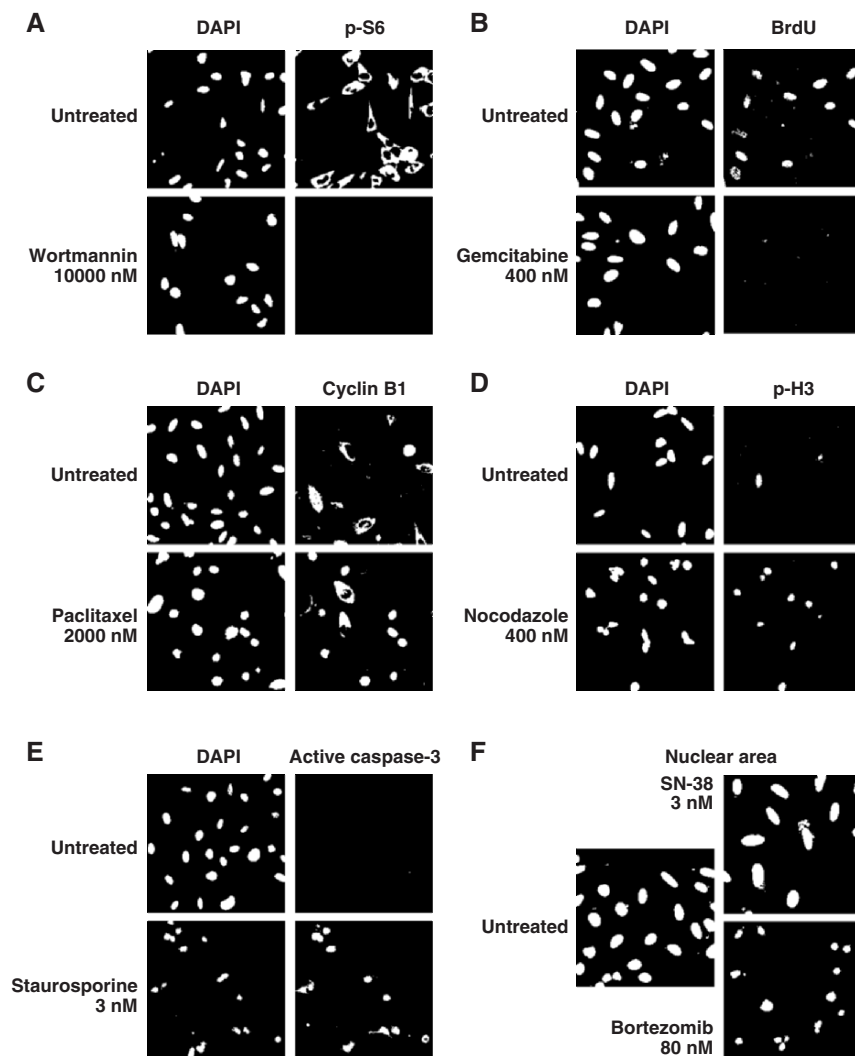 A
DAPI
p-S6
Untreated
Wortmannin
10000 nM
B
DAPI
BrdU
Untreated
Gemcitabine
400 nM
C
DAPI
Cyclin B1
Untreated
Paclitaxel
2000 nM
D
DAPI
p-H3
Untreated
Nocodazole
400 nM
E
DAPI
Active caspase-3
Untreated
Staurosporine
3 nM
F
Nuclear area
SN-38
3 nM
Untreated
Bortezomib
80 nM